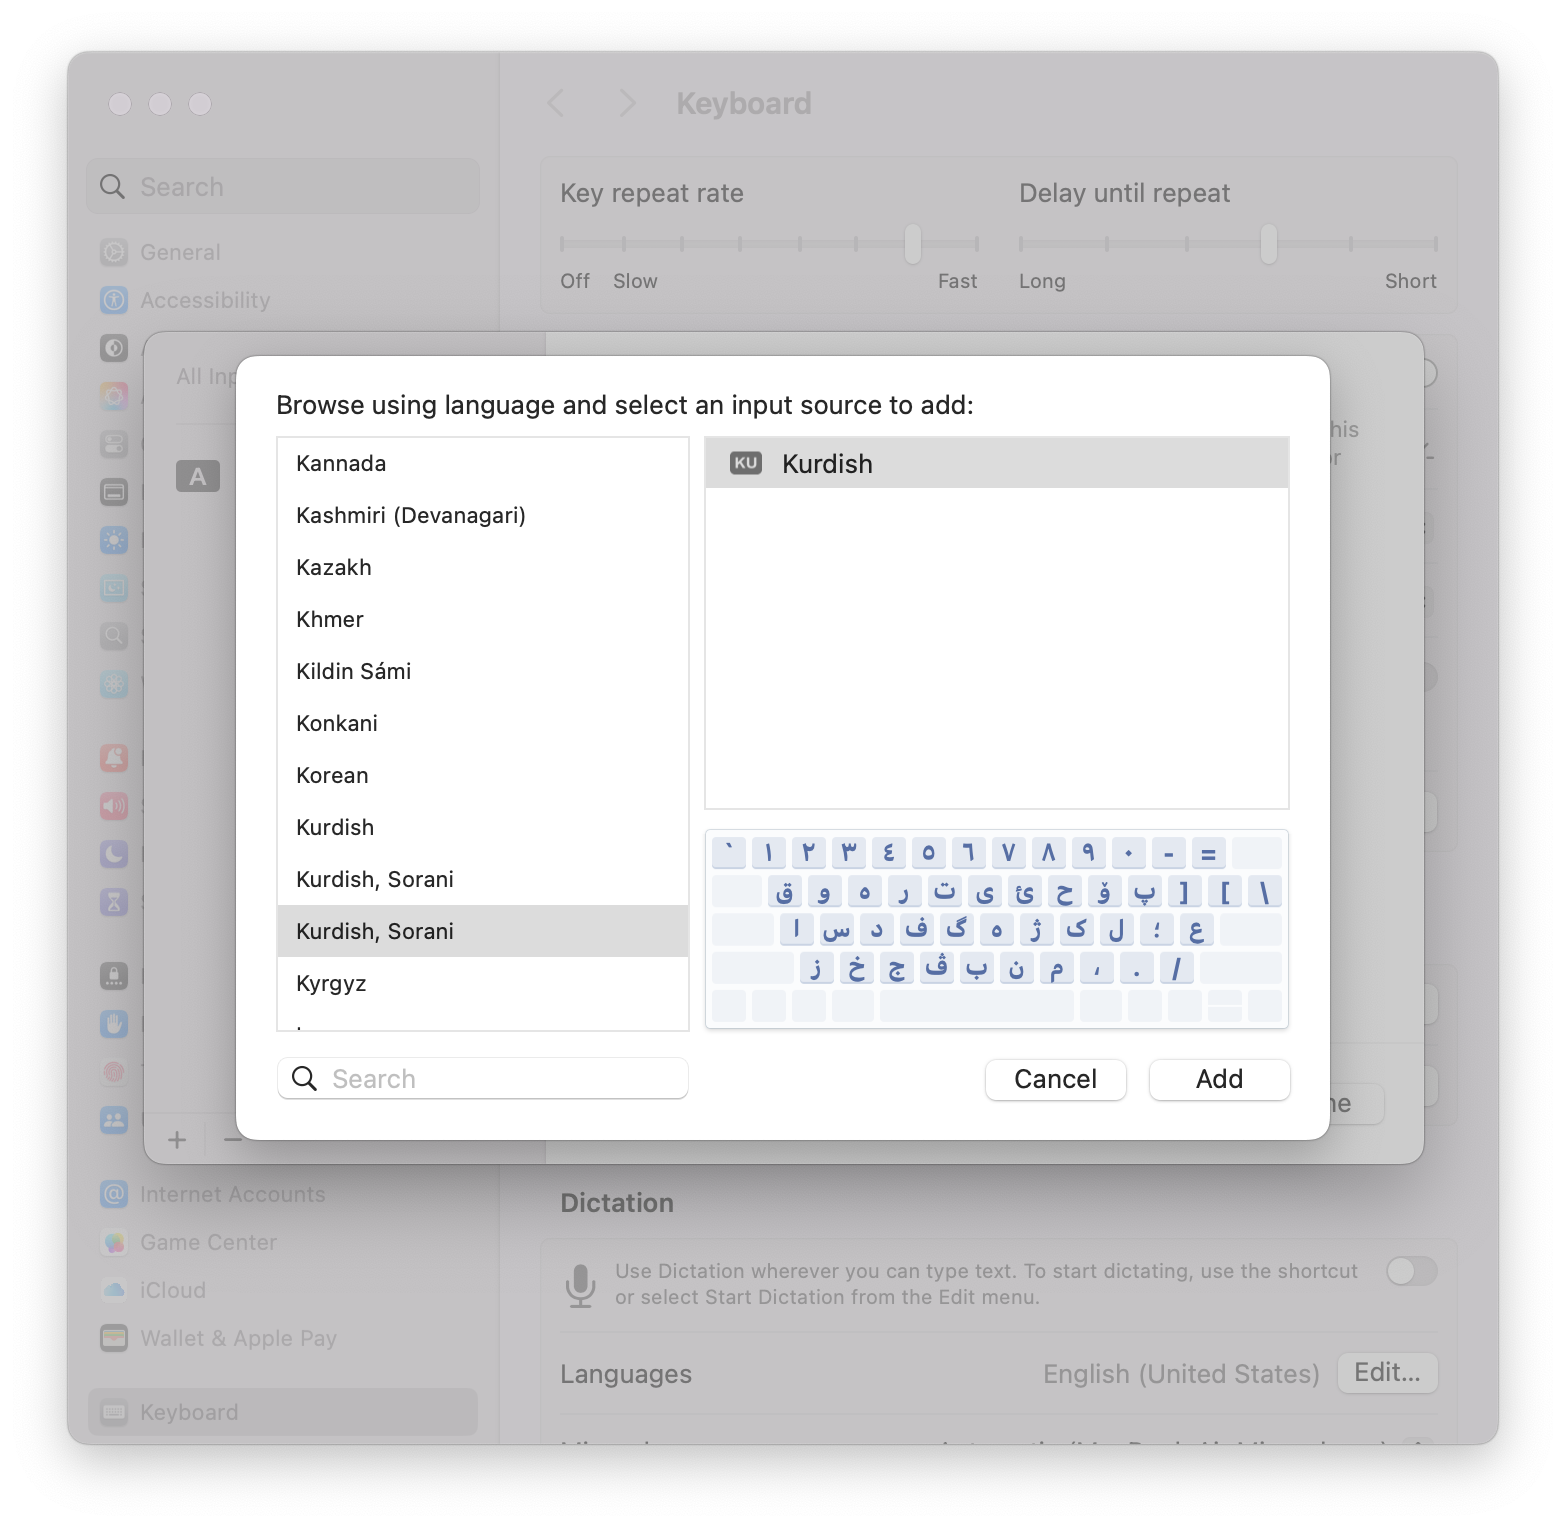 Keyboard
Search
Key repeat rate
Delay until repeat
Off Slow Fast
Long Short
General
Accessibility
All Inp
A
his
or
Browse using language and select an input source to add:
Kannada
Kashmiri (Devanagari)
Kazakh
Khmer
Kildin Sámi
Konkani
Korean
Kurdish
Kurdish, Sorani
Kurdish, Sorani
Kyrgyz
KU Kurdish
` ١ ٢ ٣ ٤ ٥ ٦ ٧ ٨ ٩ ٠ - =
ق و ە ر ت ی ئ ح ۆ پ ] [ \
ا س د ف گ ه ژ ک ل ؛ ع
ز خ ج ڤ ب ن م ، . /
Search
Cancel
Add
ne
+ −
Internet Accounts
Game Center
iCloud
Wallet & Apple Pay
Keyboard
Dictation
Use Dictation wherever you can type text. To start dictating, use the shortcut
or select Start Dictation from the Edit menu.
Languages
English (United States)
Edit...